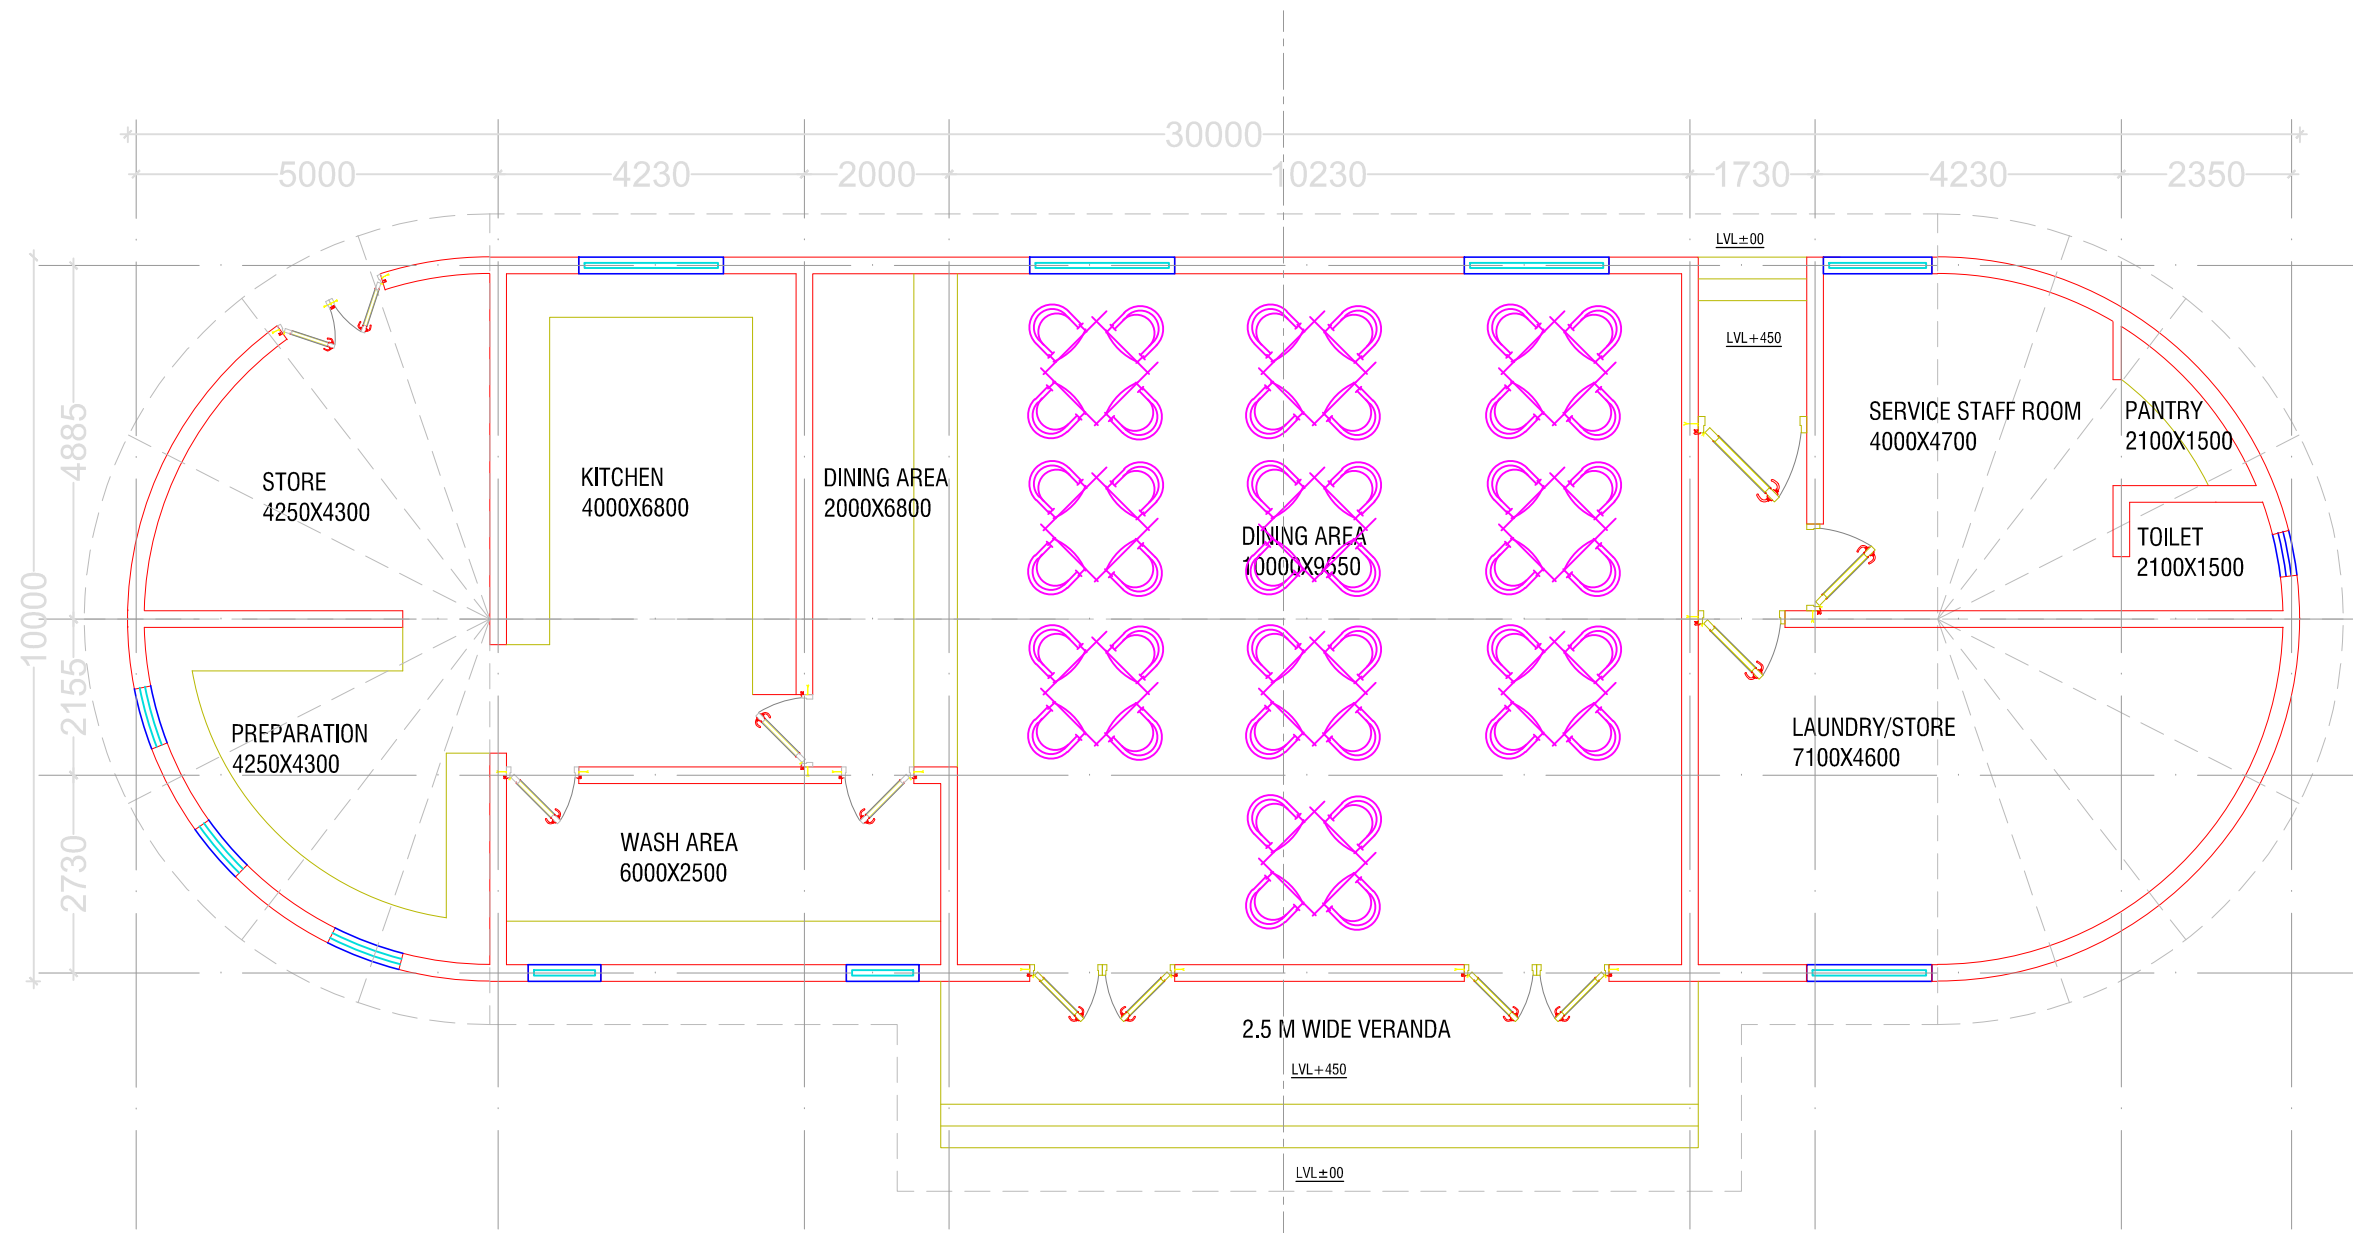 30000
5000
4230
2000
10230
1730
4230
2350
LVL±00
LVL+450
4885
10000
2155
2730
STORE
4250X4300
KITCHEN
4000X6800
DINING AREA
2000X6800
DINING AREA
10000X9550
SERVICE STAFF ROOM
4000X4700
PANTRY
2100X1500
TOILET
2100X1500
PREPARATION
4250X4300
LAUNDRY/STORE
7100X4600
WASH AREA
6000X2500
2.5 M WIDE VERANDA
LVL+450
LVL±00